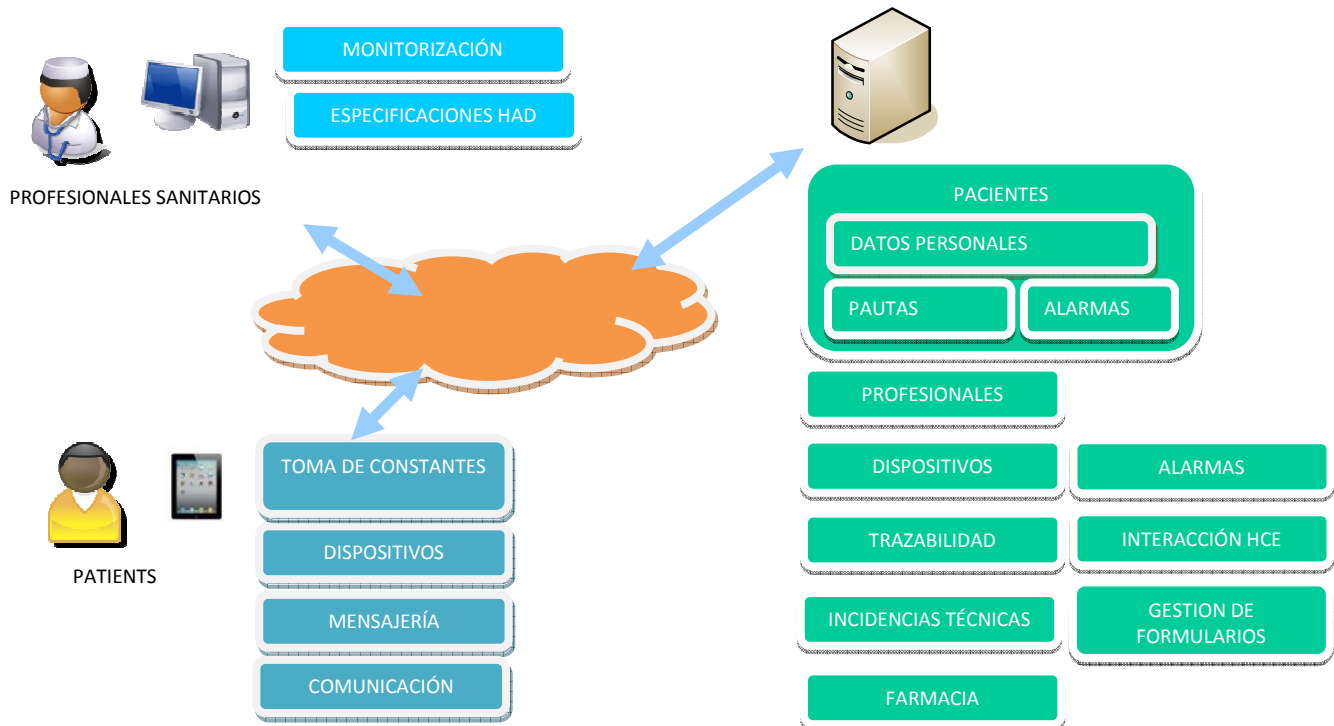 MONITORIZACIÓN
ESPECIFICACIONES HAD
PROFESIONALES SANITARIOS
TOMA DE CONSTANTES
DISPOSITIVOS
MENSAJERÍA
COMUNICACIÓN
PATIENTS
PACIENTES
DATOS PERSONALES
PAUTAS
ALARMAS
PROFESIONALES
DISPOSITIVOS
ALARMAS
TRAZABILIDAD
INTERACCIÓN HCE
INCIDENCIAS TÉCNICAS
GESTION DE
FORMULARIOS
FARMACIA